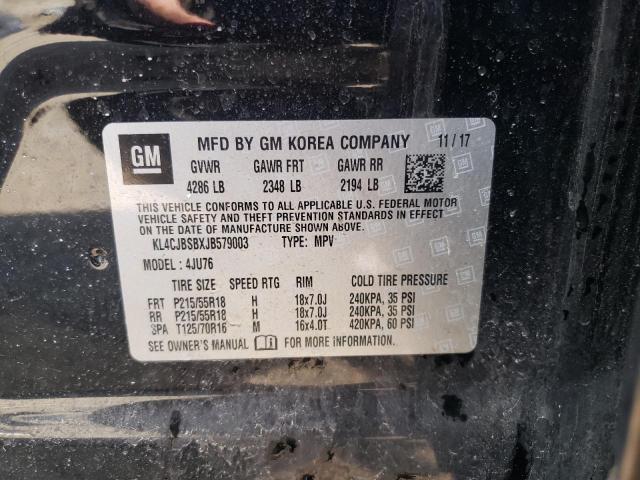 GM
MFD BY GM KOREA COMPANY 11/17
GVWR GAWR FRT GAWR RR
4286 LB 2348 LB 2194 LB
THIS VEHICLE CONFORMS TO ALL APPLICABLE U.S. FEDERAL MOTOR
VEHICLE SAFETY AND THEFT PREVENTION STANDARDS IN EFFECT
ON THE DATE OF MANUFACTURE SHOWN ABOVE.
KL4CJBSBXJB579003 TYPE: MPV
MODEL: 4JU76
TIRE SIZE SPEED RTG RIM COLD TIRE PRESSURE
FRT P215/55R18 H 18x7.0J 240KPA, 35 PSI
RR P215/55R18 H 18x7.0J 240KPA, 35 PSI
SPA T125/70R16 M 16x4.0T 420KPA, 60 PSI
SEE OWNER'S MANUAL FOR MORE INFORMATION